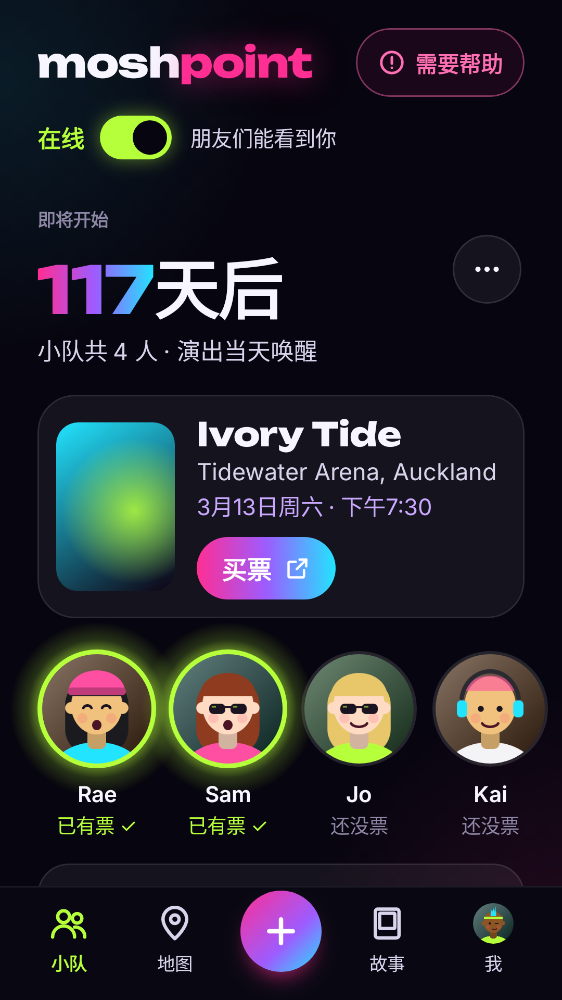 moshpoint
需要帮助
在线
朋友们能看到你
即将开始
117天后
小队共 4 人 · 演出当天唤醒
Ivory Tide
Tidewater Arena, Auckland
3月13日周六 · 下午7:30
买票
Rae
Sam
Jo
Kai
已有票 ✓
已有票 ✓
还没票
还没票
小队
地图
故事
我